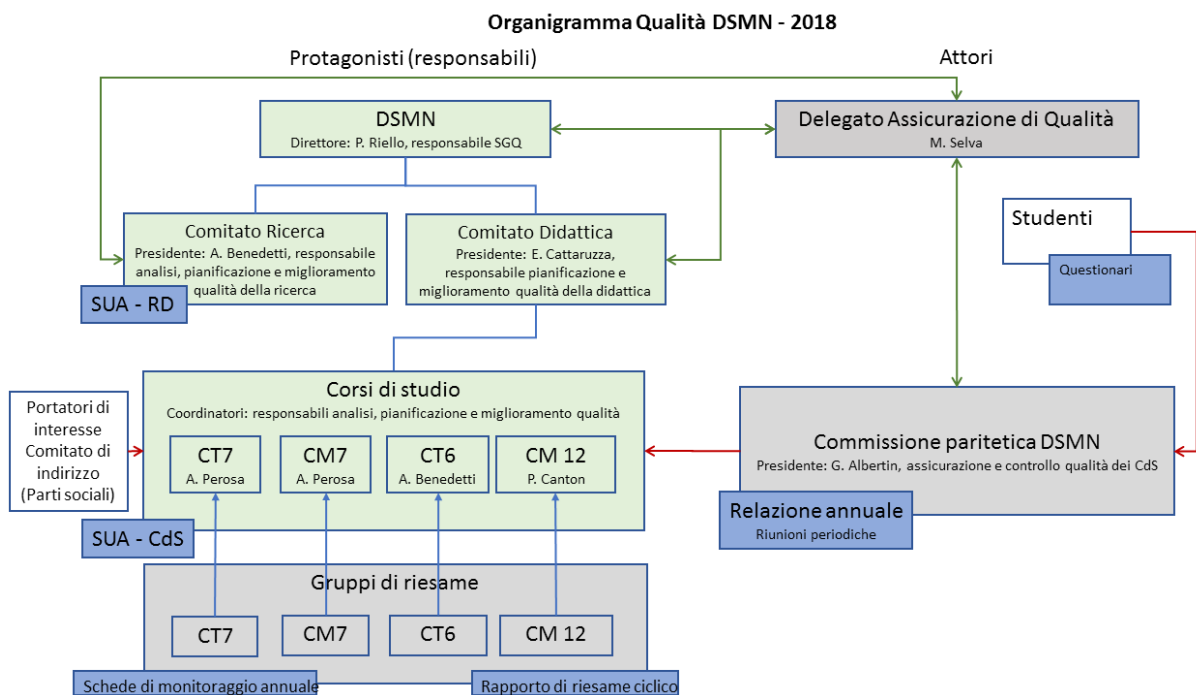 Organigramma Qualità DSMN - 2018
Protagonisti (responsabili)
Attori
DSMN
Direttore: P. Riello, responsabile SGQ
Delegato Assicurazione di Qualità
M. Selva
Comitato Ricerca
Presidente: A. Benedetti, responsabile
analisi, pianificazione e miglioramento
qualità della ricerca
SUA - RD
Comitato Didattica
Presidente: E. Cattaruzza,
responsabile pianificazione e
miglioramento qualità della didattica
Studenti
Questionari
Portatori di
interesse
Comitato di
indirizzo
(Parti sociali)
Corsi di studio
Coordinatori: responsabili analisi, pianificazione e miglioramento qualità
CT7
A. Perosa
CM7
A. Perosa
CT6
A. Benedetti
CM 12
P. Canton
SUA - CdS
Commissione paritetica DSMN
Presidente: G. Albertin, assicurazione e controllo qualità dei CdS
Relazione annuale
Riunioni periodiche
Gruppi di riesame
CT7
CM7
CT6
CM 12
Schede di monitoraggio annuale
Rapporto di riesame ciclico